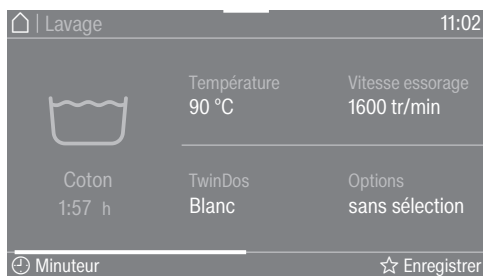 | Lavage 11:02
Température Vitesse essorage
90 °C 1600 tr/min
Coton TwinDos Options
1:57 h Blanc sans sélection
Minuteur Enregistrer